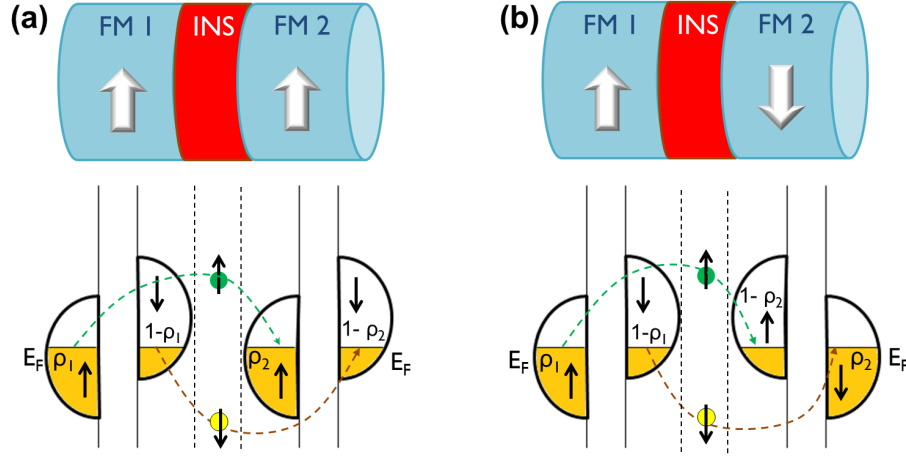 (a)
FM 1 INS FM 2
1-ρ1 1- ρ2
EF ρ1 ρ2 EF
(b)
FM 1 INS FM 2
1- ρ2
1-ρ1
EF ρ1 ρ2 EF